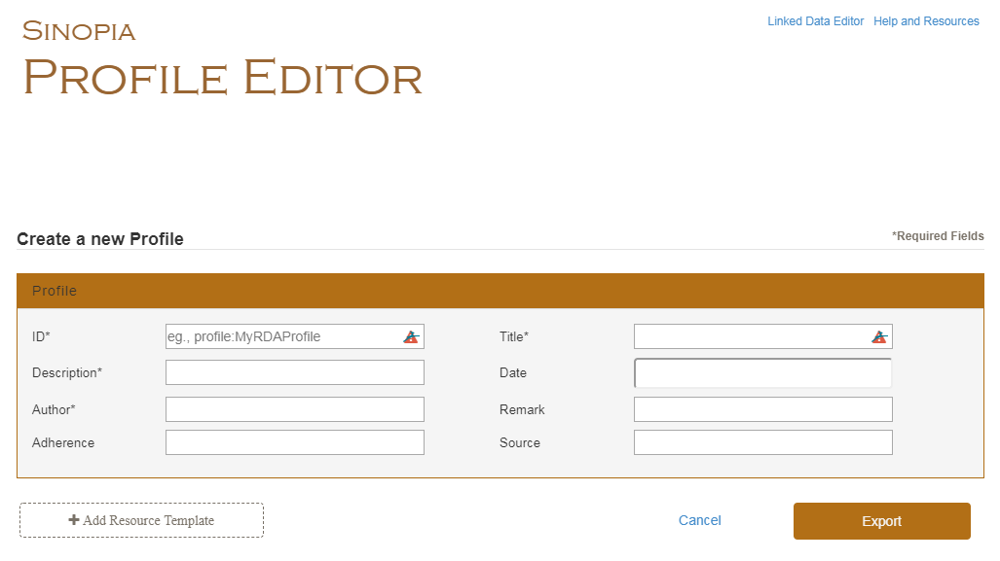 Linked Data Editor Help and Resources
Sinopia
Profile Editor
Create a new Profile
*Required Fields
Profile
ID* eg., profile:MyRDAProfile Title*
Description* Date
Author* Remark
Adherence Source
+ Add Resource Template Cancel Export